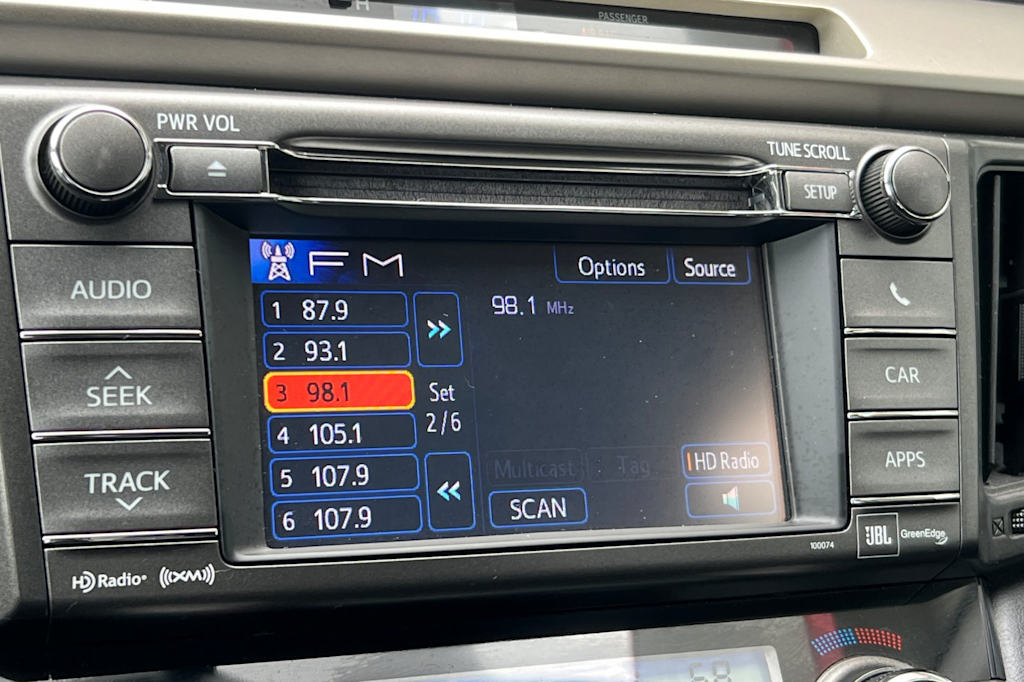 PASSENGER
PWR VOL
TUNE SCROLL
SETUP
AUDIO
SEEK
TRACK
HD Radio
((XM))
FM
Options
Source
1 87.9
2 93.1
3 98.1
4 105.1
5 107.9
6 107.9
Set
2/6
98.1 MHz
Multicast
Tag
HD Radio
SCAN
CAR
APPS
100074
JBL
GreenEdge
68